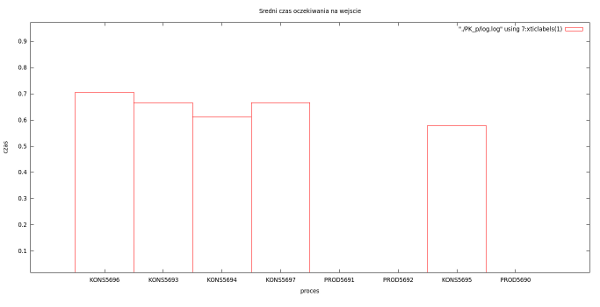 Sredni czas oczekiwania na wejscie
"./PK_p/log.log" using 7:xticlabels(1)
0.9
0.8
0.7
0.6
0.5
0.4
0.3
0.2
0.1
czas
KONS5696 KONS5693 KONS5694 KONS5697 PROD5691 PROD5692 KONS5695 PROD5690
proces